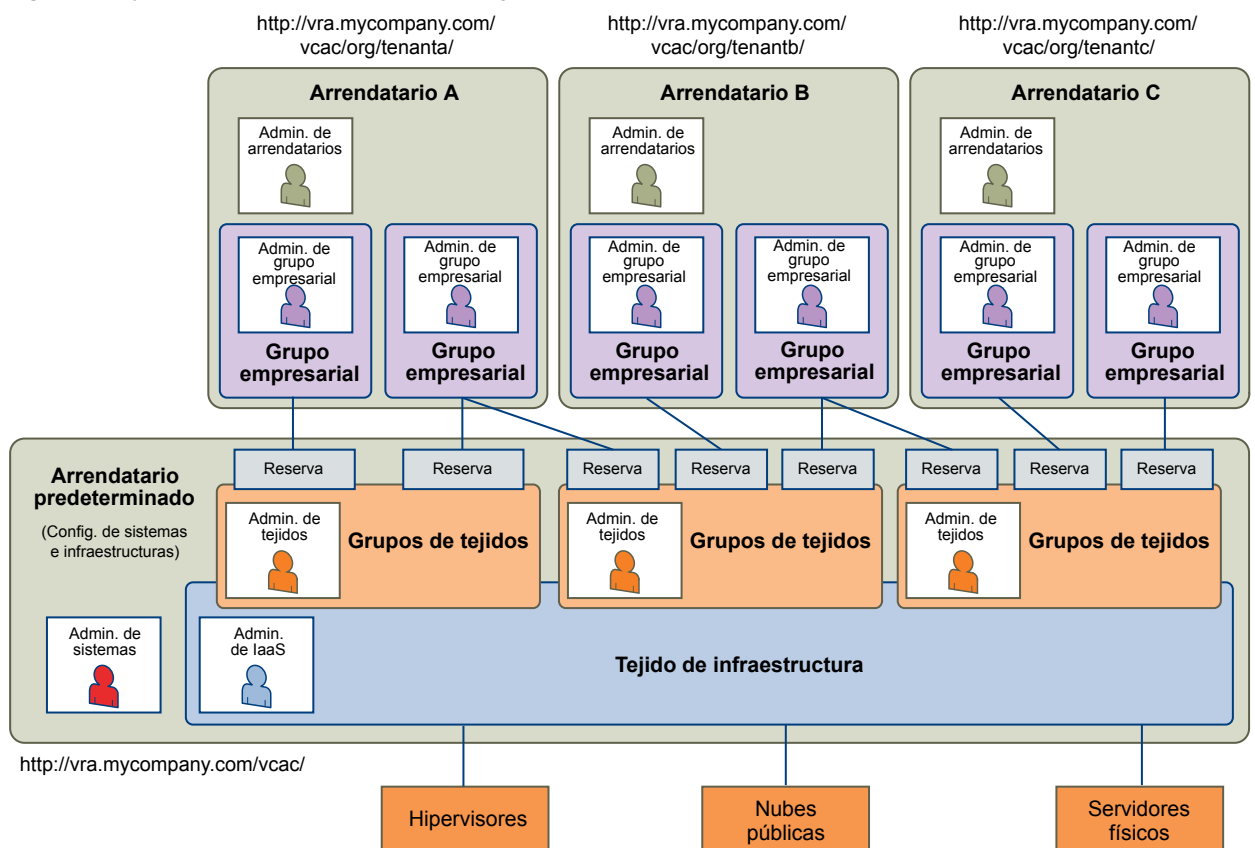 http://vra.mycompany.com/
vcac/org/tenanta/
http://vra.mycompany.com/
vcac/org/tenantb/
http://vra.mycompany.com/
vcac/org/tenantc/
Arrendatario A
Arrendatario B
Arrendatario C
Admin. de
arrendatarios
Admin. de
arrendatarios
Admin. de
arrendatarios
Admin. de
grupo
empresarial
Grupo
empresarial
Admin. de
grupo
empresarial
Grupo
empresarial
Admin. de
grupo
empresarial
Grupo
empresarial
Admin. de
grupo
empresarial
Grupo
empresarial
Admin. de
grupo
empresarial
Grupo
empresarial
Admin. de
grupo
empresarial
Grupo
empresarial
Arrendatario
predeterminado
(Config. de sistemas
e infraestructuras)
Reserva
Reserva
Reserva
Reserva
Reserva
Reserva
Reserva
Reserva
Admin. de
tejidos
Grupos de tejidos
Admin. de
tejidos
Grupos de tejidos
Admin. de
tejidos
Grupos de tejidos
Admin. de
sistemas
Admin.
de IaaS
Tejido de infraestructura
http://vra.mycompany.com/vcac/
Hipervisores
Nubes
públicas
Servidores
físicos